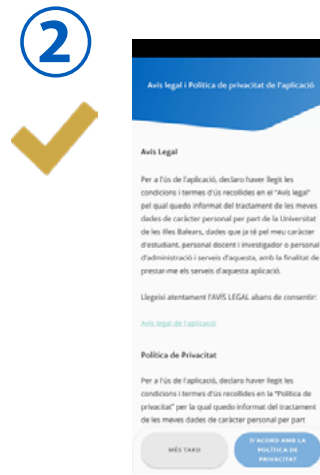 2
Avís legal i Política de privacitat de l'aplicació
Avís Legal
Per a l'ús de l'aplicació, declaro haver llegit les
condicions i termes d'ús recollides en el "Avís legal"
pel qual quedo informat del tractament de les meves
dades de caràcter personal per part de la Universitat
de les Illes Balears, dades que ja té pel meu caràcter
d'estudiant, personal docent i investigador o personal
d'administració i serveis d'aquesta, amb la finalitat de
prestar-me els serveis d'aquesta aplicació.
Llegeixi atentament l'AVÍS LEGAL abans de consentir:
Avís legal de l'aplicació
Política de Privacitat
Per a l'ús de l'aplicació, declaro haver llegit les
condicions i termes d'ús recollides en la "Política de
privacitat" per la qual quedo informat del tractament
de les meves dades de caràcter personal per part
MÉS TARD
D'ACORD AMB LA
POLÍTICA DE
PRIVACITAT